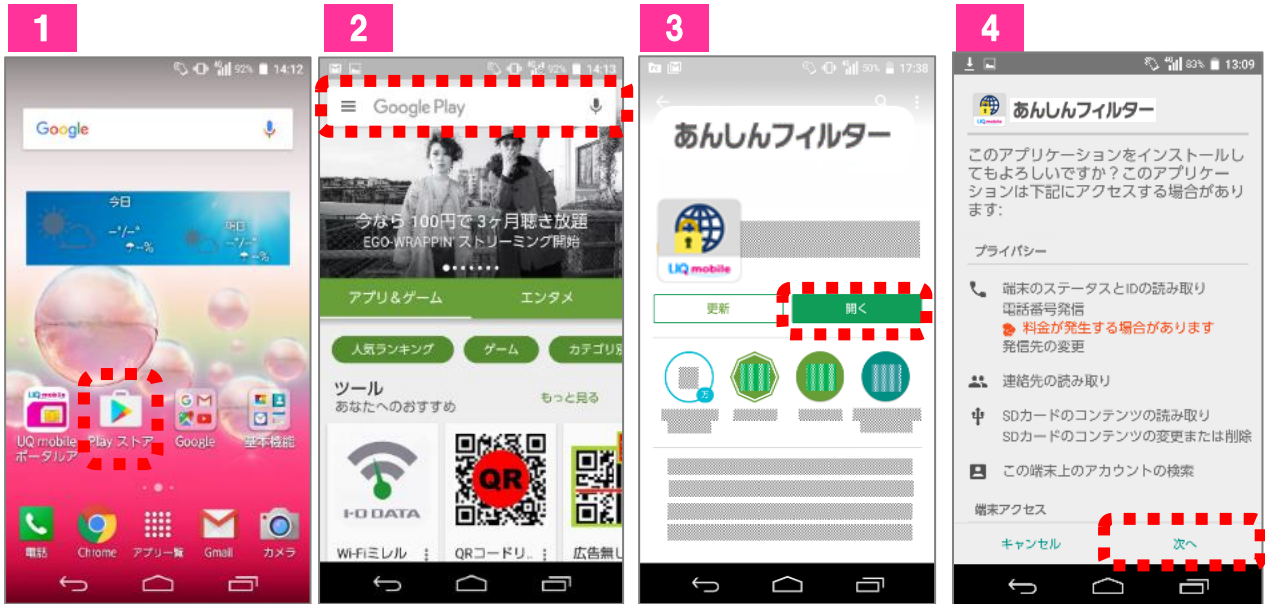 1
14:12
92%
Google
今日
明日
--°/--°
--%
--°/--°
--%
UQ mobile
UQ mobile
ポータルア
Play ストア
Google
基本機能
電話
Chrome
アプリ一覧
Gmail
カメラ
2
92%
14:13
Google Play
今なら 100円で 3ヶ月聴き放題
EGO-WRAPPIN' ストリーミング開始
アプリ&ゲーム
エンタメ
人気ランキング
ゲーム
カテゴリ別
ツール
あなたへのおすすめ
もっと見る
I-O DATA
QR
Wi-Fiミレル
QRコードリ..
広告無し
3
50%
17:38
あんしんフィルター
UQ mobile
更新
開く
万
4
83%
13:09
UQ mobile
あんしんフィルター
このアプリケーションをインストールし
てもよろしいですか？このアプリケー
ションは下記にアクセスする場合があり
ます:
プライバシー
端末のステータスとIDの読み取り
電話番号発信
料金が発生する場合があります
発信先の変更
連絡先の読み取り
SDカードのコンテンツの読み取り
SDカードのコンテンツの変更または削除
この端末上のアカウントの検索
端末アクセス
キャンセル
次へ